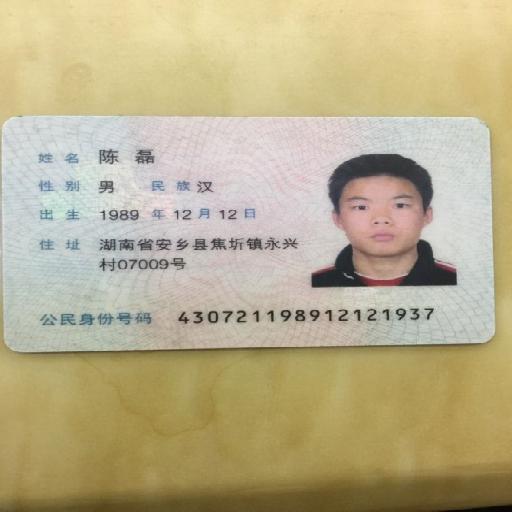 姓名 陈磊
性别 男 民族 汉
出生 1989 年 12 月 12 日
住址 湖南省安乡县焦圻镇永兴
村07009号
公民身份号码 430721198912121937